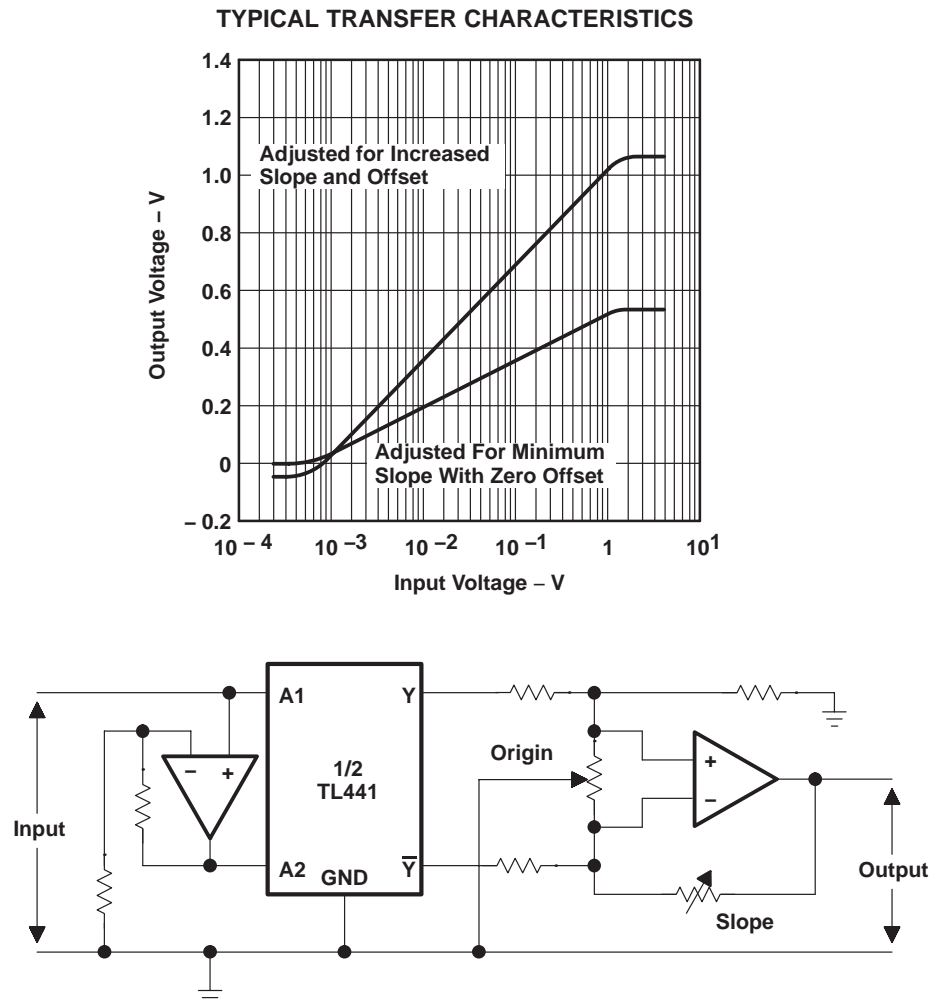 TYPICAL TRANSFER CHARACTERISTICS
1.4
1.2
Adjusted for Increased
Slope and Offset
1.0
0.8
0.6
0.4
0.2
0
– 0.2
Output Voltage – V
Adjusted For Minimum
Slope With Zero Offset
10 – 4
10 –3
10 –2
10 –1
1
10 1
Input Voltage – V
A1
Y
– +
1/2
TL441
Origin
+
–
Input
A2
GND
Y̅
Output
Slope